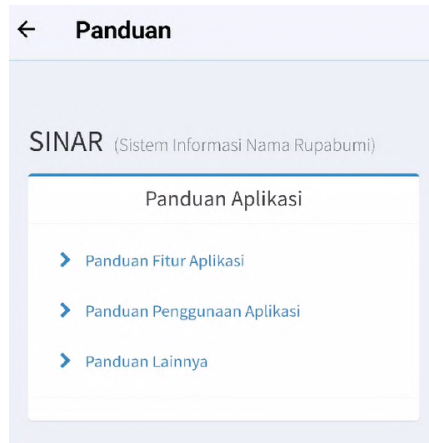 Panduan
SINAR (Sistem Informasi Nama Rupabumi)
Panduan Aplikasi
Panduan Fitur Aplikasi
Panduan Penggunaan Aplikasi
Panduan Lainnya